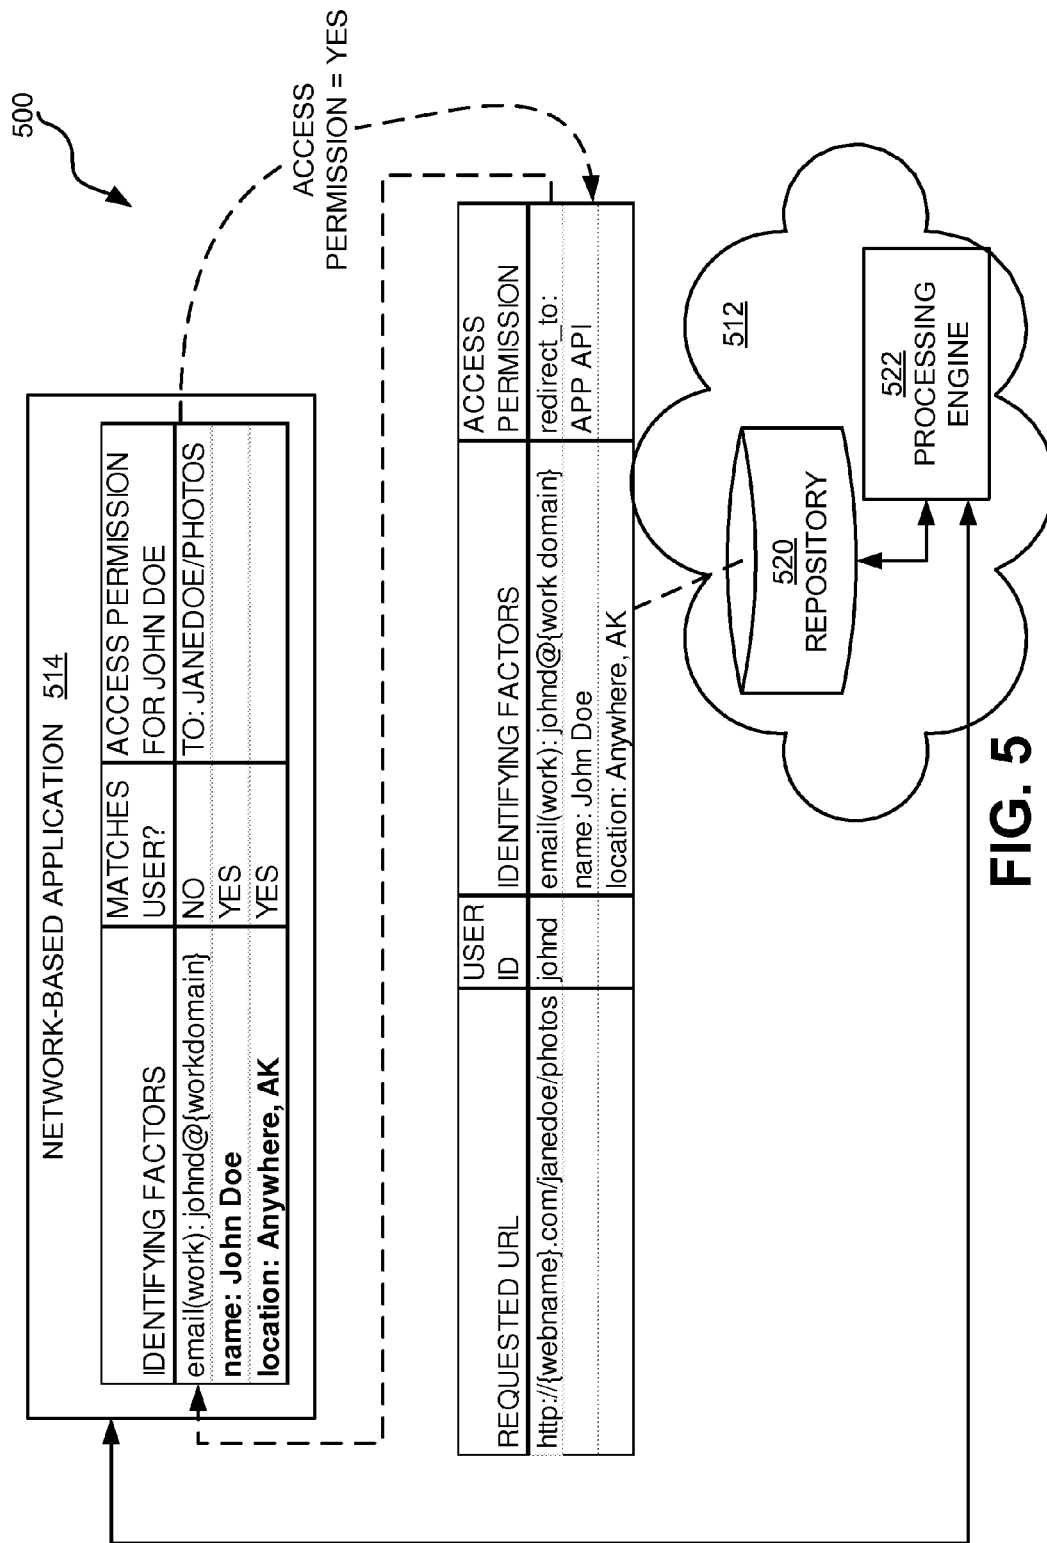 500
NETWORK-BASED APPLICATION 514
IDENTIFYING FACTORS
MATCHES USER?
ACCESS PERMISSION FOR JOHN DOE
email(work): johnd@{workdomain}
NO
TO: JANEDOE/PHOTOS
name: John Doe
YES
location: Anywhere, AK
YES
ACCESS
PERMISSION = YES
REQUESTED URL
USER ID
IDENTIFYING FACTORS
ACCESS PERMISSION
http://{webname}.com/janedoe/photos
johnd
email(work): johnd@{work domain}
redirect_to:
name: John Doe
APP API
location: Anywhere, AK
512
520
REPOSITORY
522
PROCESSING
ENGINE
FIG. 5